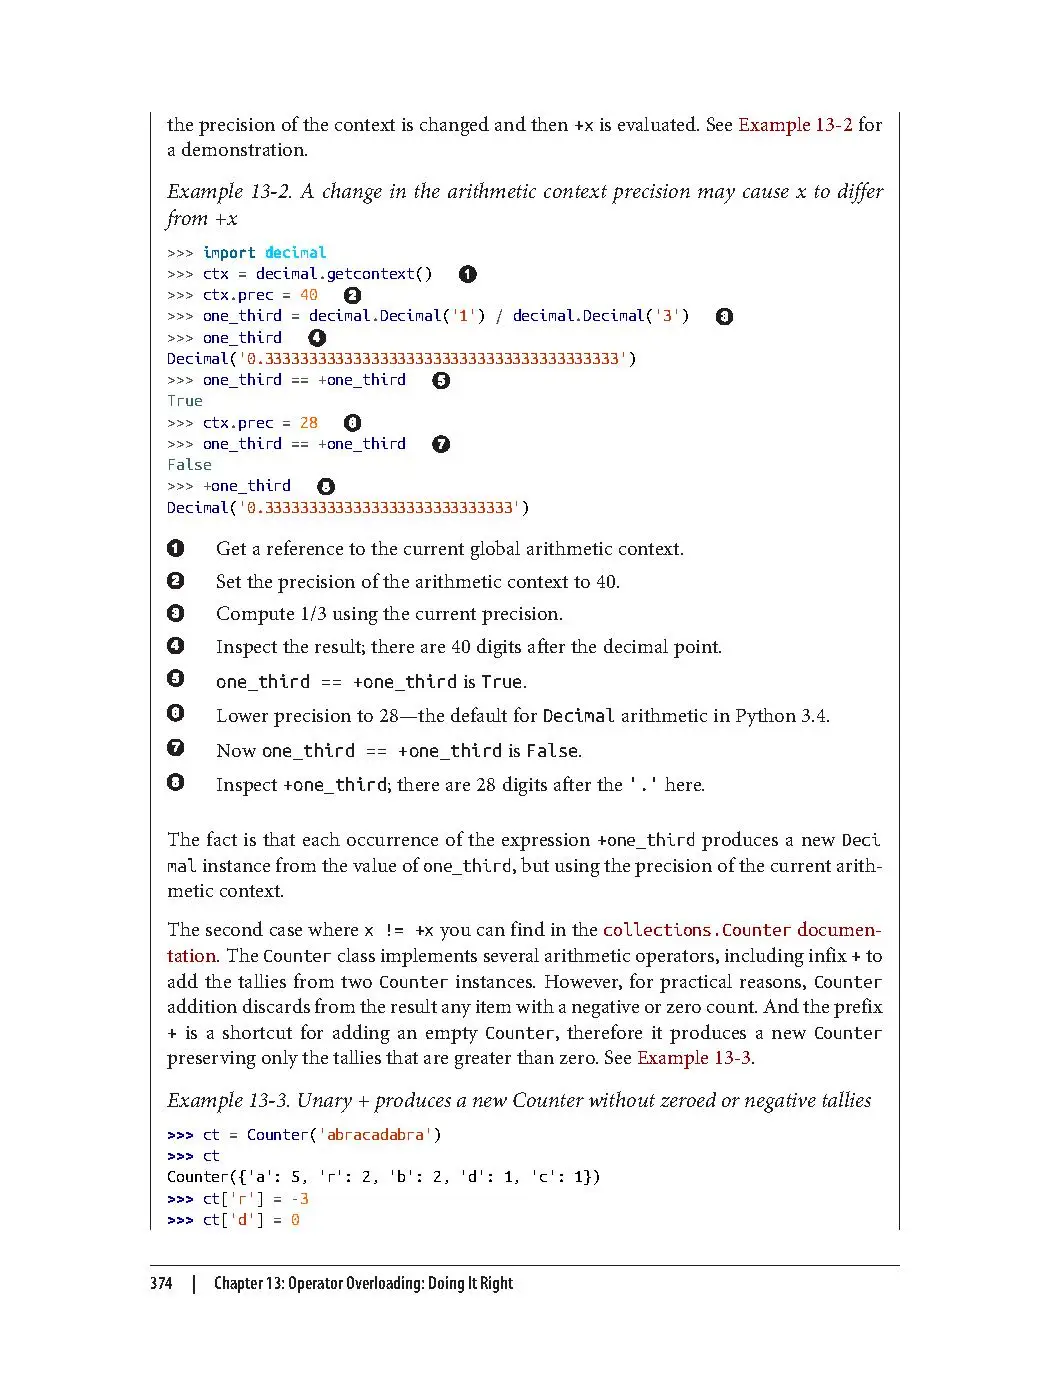 the precision of the context is changed and then +x is evaluated. See Example 13-2 for
a demonstration.
Example 13-2. A change in the arithmetic context precision may cause x to differ
from +x
>>> import decimal
>>> ctx = decimal.getcontext() 1
>>> ctx.prec = 40 2
>>> one_third = decimal.Decimal('1') / decimal.Decimal('3') 3
>>> one_third 4
Decimal('0.3333333333333333333333333333333333333333')
>>> one_third == +one_third 5
True
>>> ctx.prec = 28 6
>>> one_third == +one_third 7
False
>>> +one_third 8
Decimal('0.3333333333333333333333333333')
1 Get a reference to the current global arithmetic context.
2 Set the precision of the arithmetic context to 40.
3 Compute 1/3 using the current precision.
4 Inspect the result; there are 40 digits after the decimal point.
5 one_third == +one_third is True.
6 Lower precision to 28—the default for Decimal arithmetic in Python 3.4.
7 Now one_third == +one_third is False.
8 Inspect +one_third; there are 28 digits after the '.' here.
The fact is that each occurrence of the expression +one_third produces a new Deci
mal instance from the value of one_third, but using the precision of the current arith-
metic context.
The second case where x != +x you can find in the collections.Counter documen-
tation. The Counter class implements several arithmetic operators, including infix + to
add the tallies from two Counter instances. However, for practical reasons, Counter
addition discards from the result any item with a negative or zero count. And the prefix
+ is a shortcut for adding an empty Counter, therefore it produces a new Counter
preserving only the tallies that are greater than zero. See Example 13-3.
Example 13-3. Unary + produces a new Counter without zeroed or negative tallies
>>> ct = Counter('abracadabra')
>>> ct
Counter({'a': 5, 'r': 2, 'b': 2, 'd': 1, 'c': 1})
>>> ct['r'] = -3
>>> ct['d'] = 0
374 | Chapter 13: Operator Overloading: Doing It Right